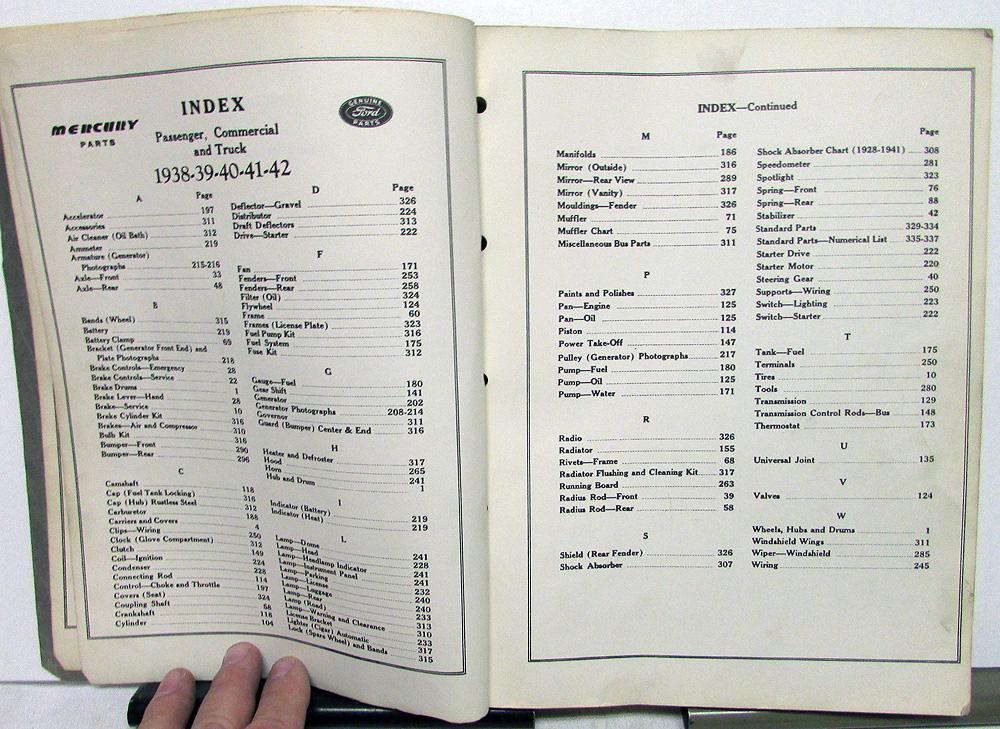 INDEX
MERCURY
PARTS
GENUINE
Ford
PARTS
Passenger, Commercial
and Truck
1938-39-40-41-42
A Page
Accelerator 197
Accessories 311
Air Cleaner (Oil Bath) 312
Ammeter 219
Armature (Generator)
Photographs 215-216
Axle—Front 33
Axle—Rear 48
B
Bands (Wheel) 315
Battery 219
Battery Clamp 69
Bracket (Generator Front End) and
Plate Photographs 218
Brake Controls—Emergency 28
Brake Controls—Service 22
Brake Drums 1
Brake Lever—Hand 28
Brake—Service 10
Brake Cylinder Kit 316
Brakes—Air and Compressor 310
Bulb Kit 316
Bumper—Front 290
Bumper—Rear 296
C
Camshaft 118
Cap (Fuel Tank Locking) 316
Cap (Hub) Rustless Steel 312
Carburetor 188
Carriers and Covers 4
Clips—Wiring 250
Clock (Glove Compartment) 312
Clutch 149
Coil—Ignition 224
Condenser 228
Connecting Rod 114
Control—Choke and Throttle 197
Covers (Seat) 324
Coupling Shaft 58
Crankshaft 118
Cylinder 104
D Page
Deflector—Gravel 326
Distributor 224
Draft Deflectors 313
Drive—Starter 222
F
Fan 171
Fenders—Front 253
Fenders—Rear 258
Filter (Oil) 324
Flywheel 124
Frame 60
Frames (License Plate) 323
Fuel Pump Kit 316
Fuel System 175
Fuse Kit 312
G
Gauge—Fuel 180
Gear Shift 141
Generator 202
Generator Photographs 208-214
Governor 311
Guard (Bumper) Center & End 316
H
Heater and Defroster 317
Hood 265
Horn 241
Hub and Drum 1
I
Indicator (Battery) 219
Indicator (Heat) 219
L
Lamp—Dome 241
Lamp—Head 228
Lamp—Headlamp Indicator 241
Lamp—Instrument Panel 241
Lamp—Parking 232
Lamp—License 240
Lamp—Luggage 240
Lamp—Rear 233
Lamp (Road) 313
Lamp—Warning and Clearance 310
License Bracket 233
Lighter (Cigar) Automatic 317
Lock (Spare Wheel) and Bands 315
INDEX—Continued
M Page
Manifolds 186
Mirror (Outside) 316
Mirror—Rear View 289
Mirror (Vanity) 317
Mouldings—Fender 326
Muffler 71
Muffler Chart 75
Miscellaneous Bus Parts 311
P
Paints and Polishes 327
Pan—Engine 125
Pan—Oil 125
Piston 114
Power Take-Off 147
Pulley (Generator) Photographs 217
Pump—Fuel 180
Pump—Oil 125
Pump—Water 171
R
Radio 326
Radiator 155
Rivets—Frame 68
Radiator Flushing and Cleaning Kit 317
Running Board 263
Radius Rod—Front 39
Radius Rod—Rear 58
S
Shield (Rear Fender) 326
Shock Absorber 307
Page
Shock Absorber Chart (1928-1941) 308
Speedometer 281
Spotlight 323
Spring—Front 76
Spring—Rear 88
Stabilizer 42
Standard Parts 329-334
Standard Parts—Numerical List 335-337
Starter Drive 222
Starter Motor 220
Steering Gear 40
Supports—Wiring 250
Switch—Lighting 223
Switch—Starter 222
T
Tank—Fuel 175
Terminals 250
Tires 10
Tools 280
Transmission 129
Transmission Control Rods—Bus 148
Thermostat 173
U
Universal Joint 135
V
Valves 124
W
Wheels, Hubs and Drums 1
Windshield Wings 311
Wiper—Windshield 285
Wiring 245